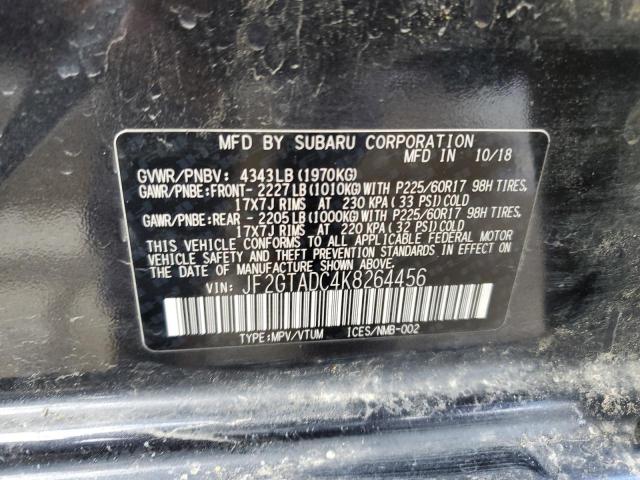 MFD BY SUBARU CORPORATION
MFD IN 10/18
GVWR/PNBV: 4343LB (1970KG)
GAWR/PNBE:FRONT- 2227LB(1010KG)WITH P225/60R17 98H TIRES,
17X7J RIMS AT 230 KPA (33 PSI)COLD
GAWR/PNBE:REAR - 2205LB(1000KG)WITH P225/60R17 98H TIRES,
17X7J RIMS AT 220 KPA(32 PSI)COLD
THIS VEHICLE CONFORMS TO ALL APPLICABLE FEDERAL MOTOR
VEHICLE SAFETY AND THEFT PREVENTION STANDARDS IN EFFECT ON
THE DATE OF MANUFACTURE SHOWN ABOVE.
VIN: JF2GTADC4K8264456
TYPE:MPV/VTUM ICES/NMB-002